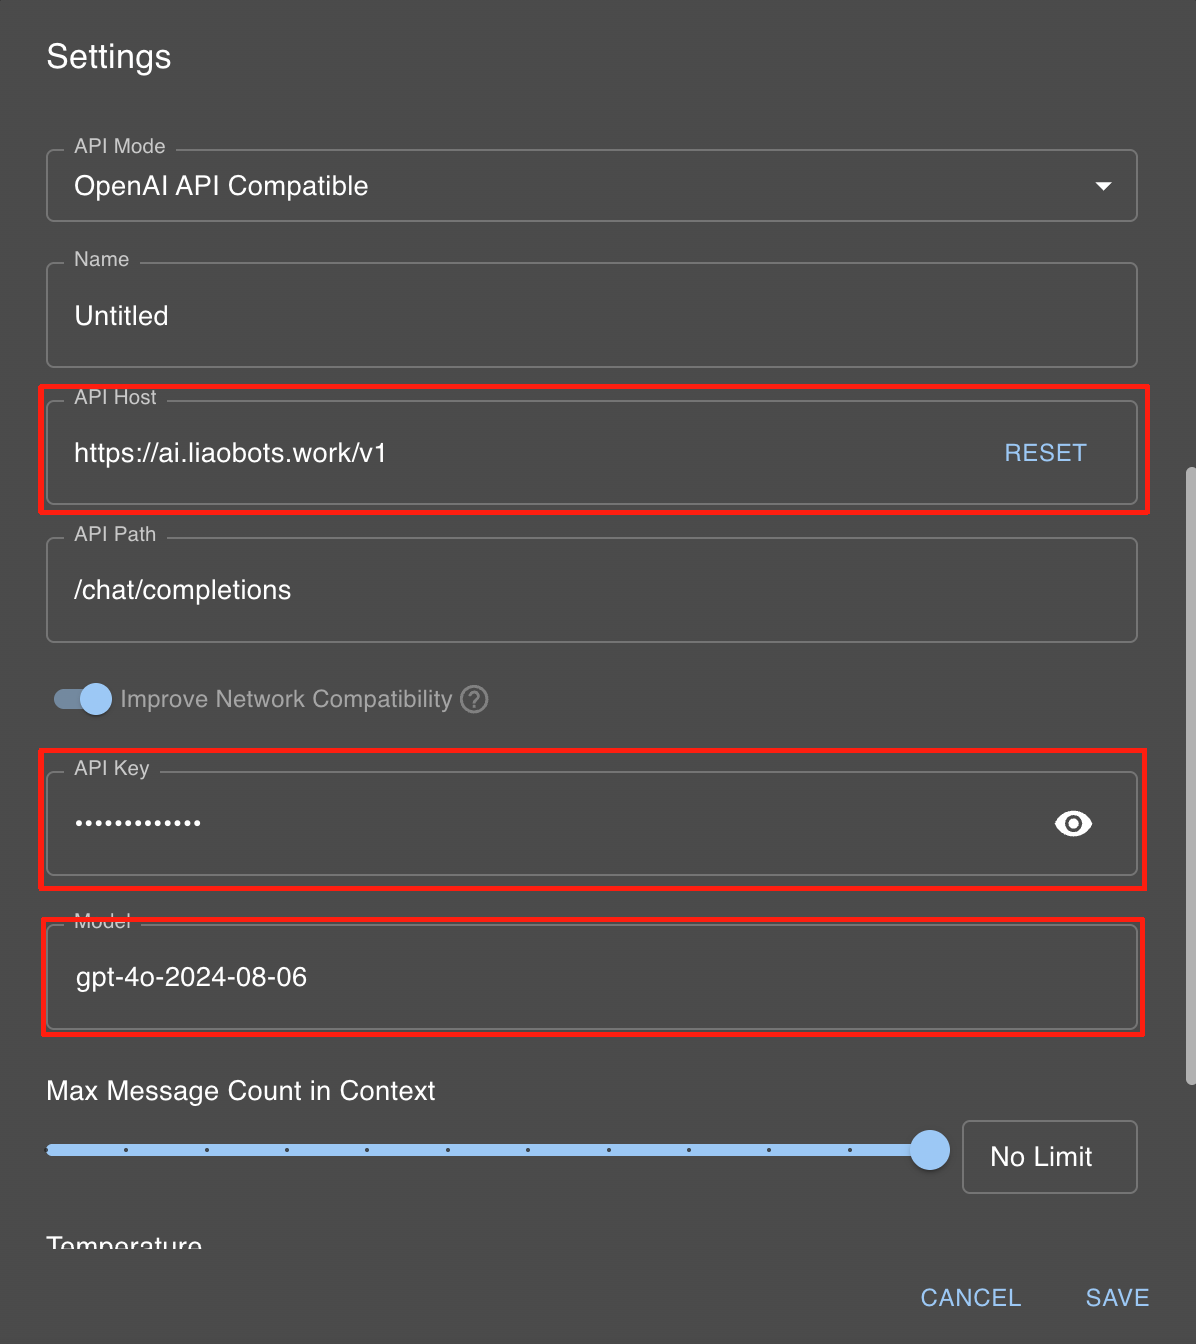 Settings
API Mode
OpenAI API Compatible
Name
Untitled
API Host
https://ai.liaobots.work/v1
RESET
API Path
/chat/completions
Improve Network Compatibility ?
API Key
•••••••••••••
Model
gpt-4o-2024-08-06
Max Message Count in Context
No Limit
Temperature
CANCEL
SAVE